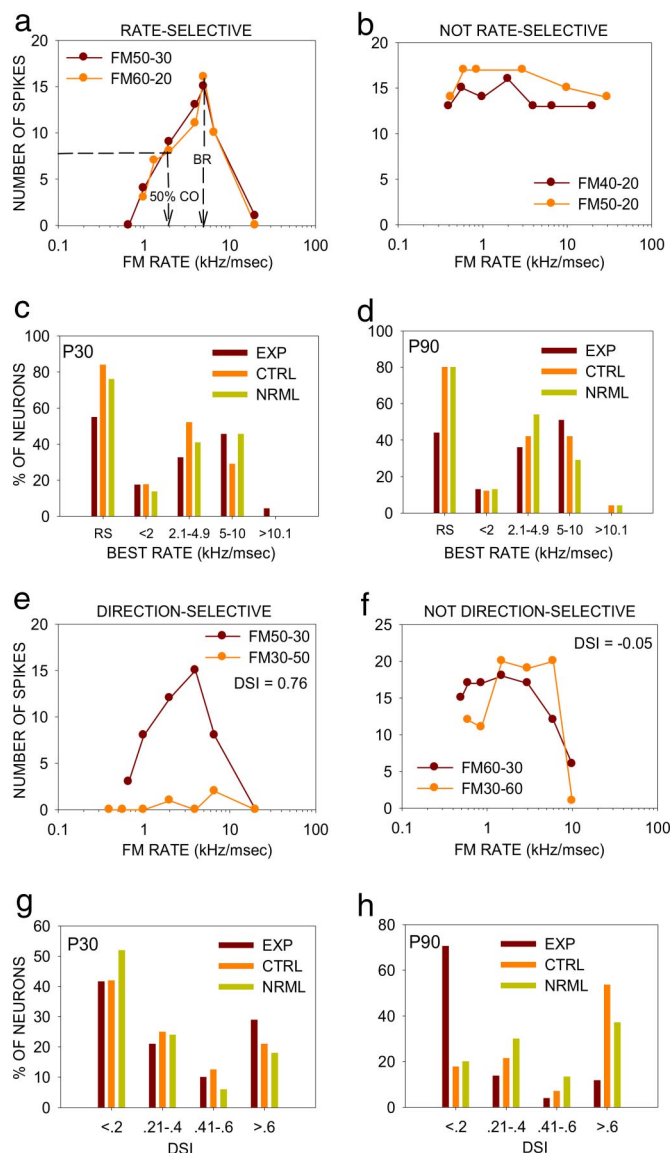 a
RATE-SELECTIVE
NUMBER OF SPIKES
20
15
10
5
0
FM50-30
FM60-20
BR
50% CO
0.1 1 10 100
FM RATE (kHz/msec)
b
NOT RATE-SELECTIVE
20
15
10
5
0
FM40-20
FM50-20
0.1 1 10 100
FM RATE (kHz/msec)
c
% OF NEURONS
100
80
60
40
20
0
P30
EXP
CTRL
NRML
RS <2 2.1-4.9 5-10 >10.1
BEST RATE (kHz/msec)
d
100
80
60
40
20
0
P90
EXP
CTRL
NRML
RS <2 2.1-4.9 5-10 >10.1
BEST RATE (kHz/msec)
e
DIRECTION-SELECTIVE
NUMBER OF SPIKES
20
15
10
5
0
FM50-30
FM30-50
DSI = 0.76
0.1 1 10 100
FM RATE (kHz/msec)
f
NOT DIRECTION-SELECTIVE
25
20
15
10
5
0
DSI = -0.05
FM60-30
FM30-60
0.1 1 10 100
FM RATE (kHz/msec)
g
% OF NEURONS
60
50
40
30
20
10
0
P30
EXP
CTRL
NRML
<.2 .21-.4 .41-.6 >.6
DSI
h
80
60
40
20
0
P90
EXP
CTRL
NRML
<.2 .21-.4 .41-.6 >.6
DSI